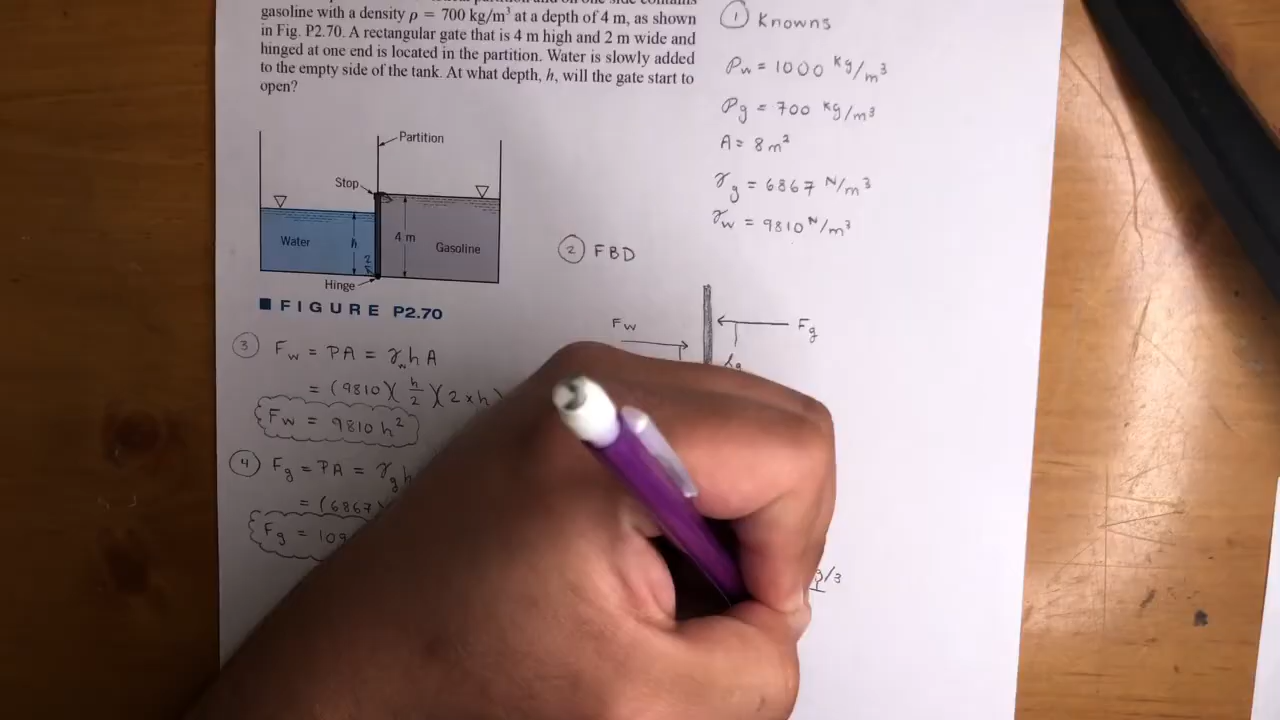 gasoline with a density ρ = 700 kg/m³ at a depth of 4 m, as shown
in Fig. P2.70. A rectangular gate that is 4 m high and 2 m wide and
hinged at one end is located in the partition. Water is slowly added
to the empty side of the tank. At what depth, h, will the gate start to
open?
Partition
Stop
Water
h
2
4 m
Gasoline
Hinge
■ FIGURE P2.70
① Knowns
ρw = 1000 kg/m³
ρg = 700 kg/m³
A = 8 m²
γg = 6867 N/m³
γw = 9810 N/m³
② FBD
Fw
Fg
③ Fw = PA = γw h A
= (9810)(h/2)(2xh)
Fw = 9810 h²
④ Fg = PA = γg h
= (6867)
Fg = 109
/3